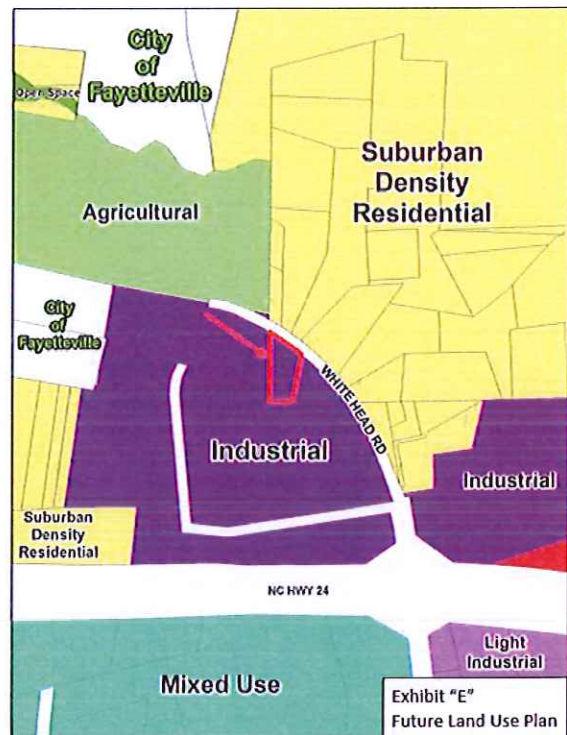 City
of
Fayetteville
Open Space
Suburban
Density
Residential
Agricultural
City
of
Fayetteville
WHITE HEAD RD
Industrial
Industrial
Suburban
Density
Residential
NC HWY 24
Light
Industrial
Mixed Use
Exhibit "E"
Future Land Use Plan